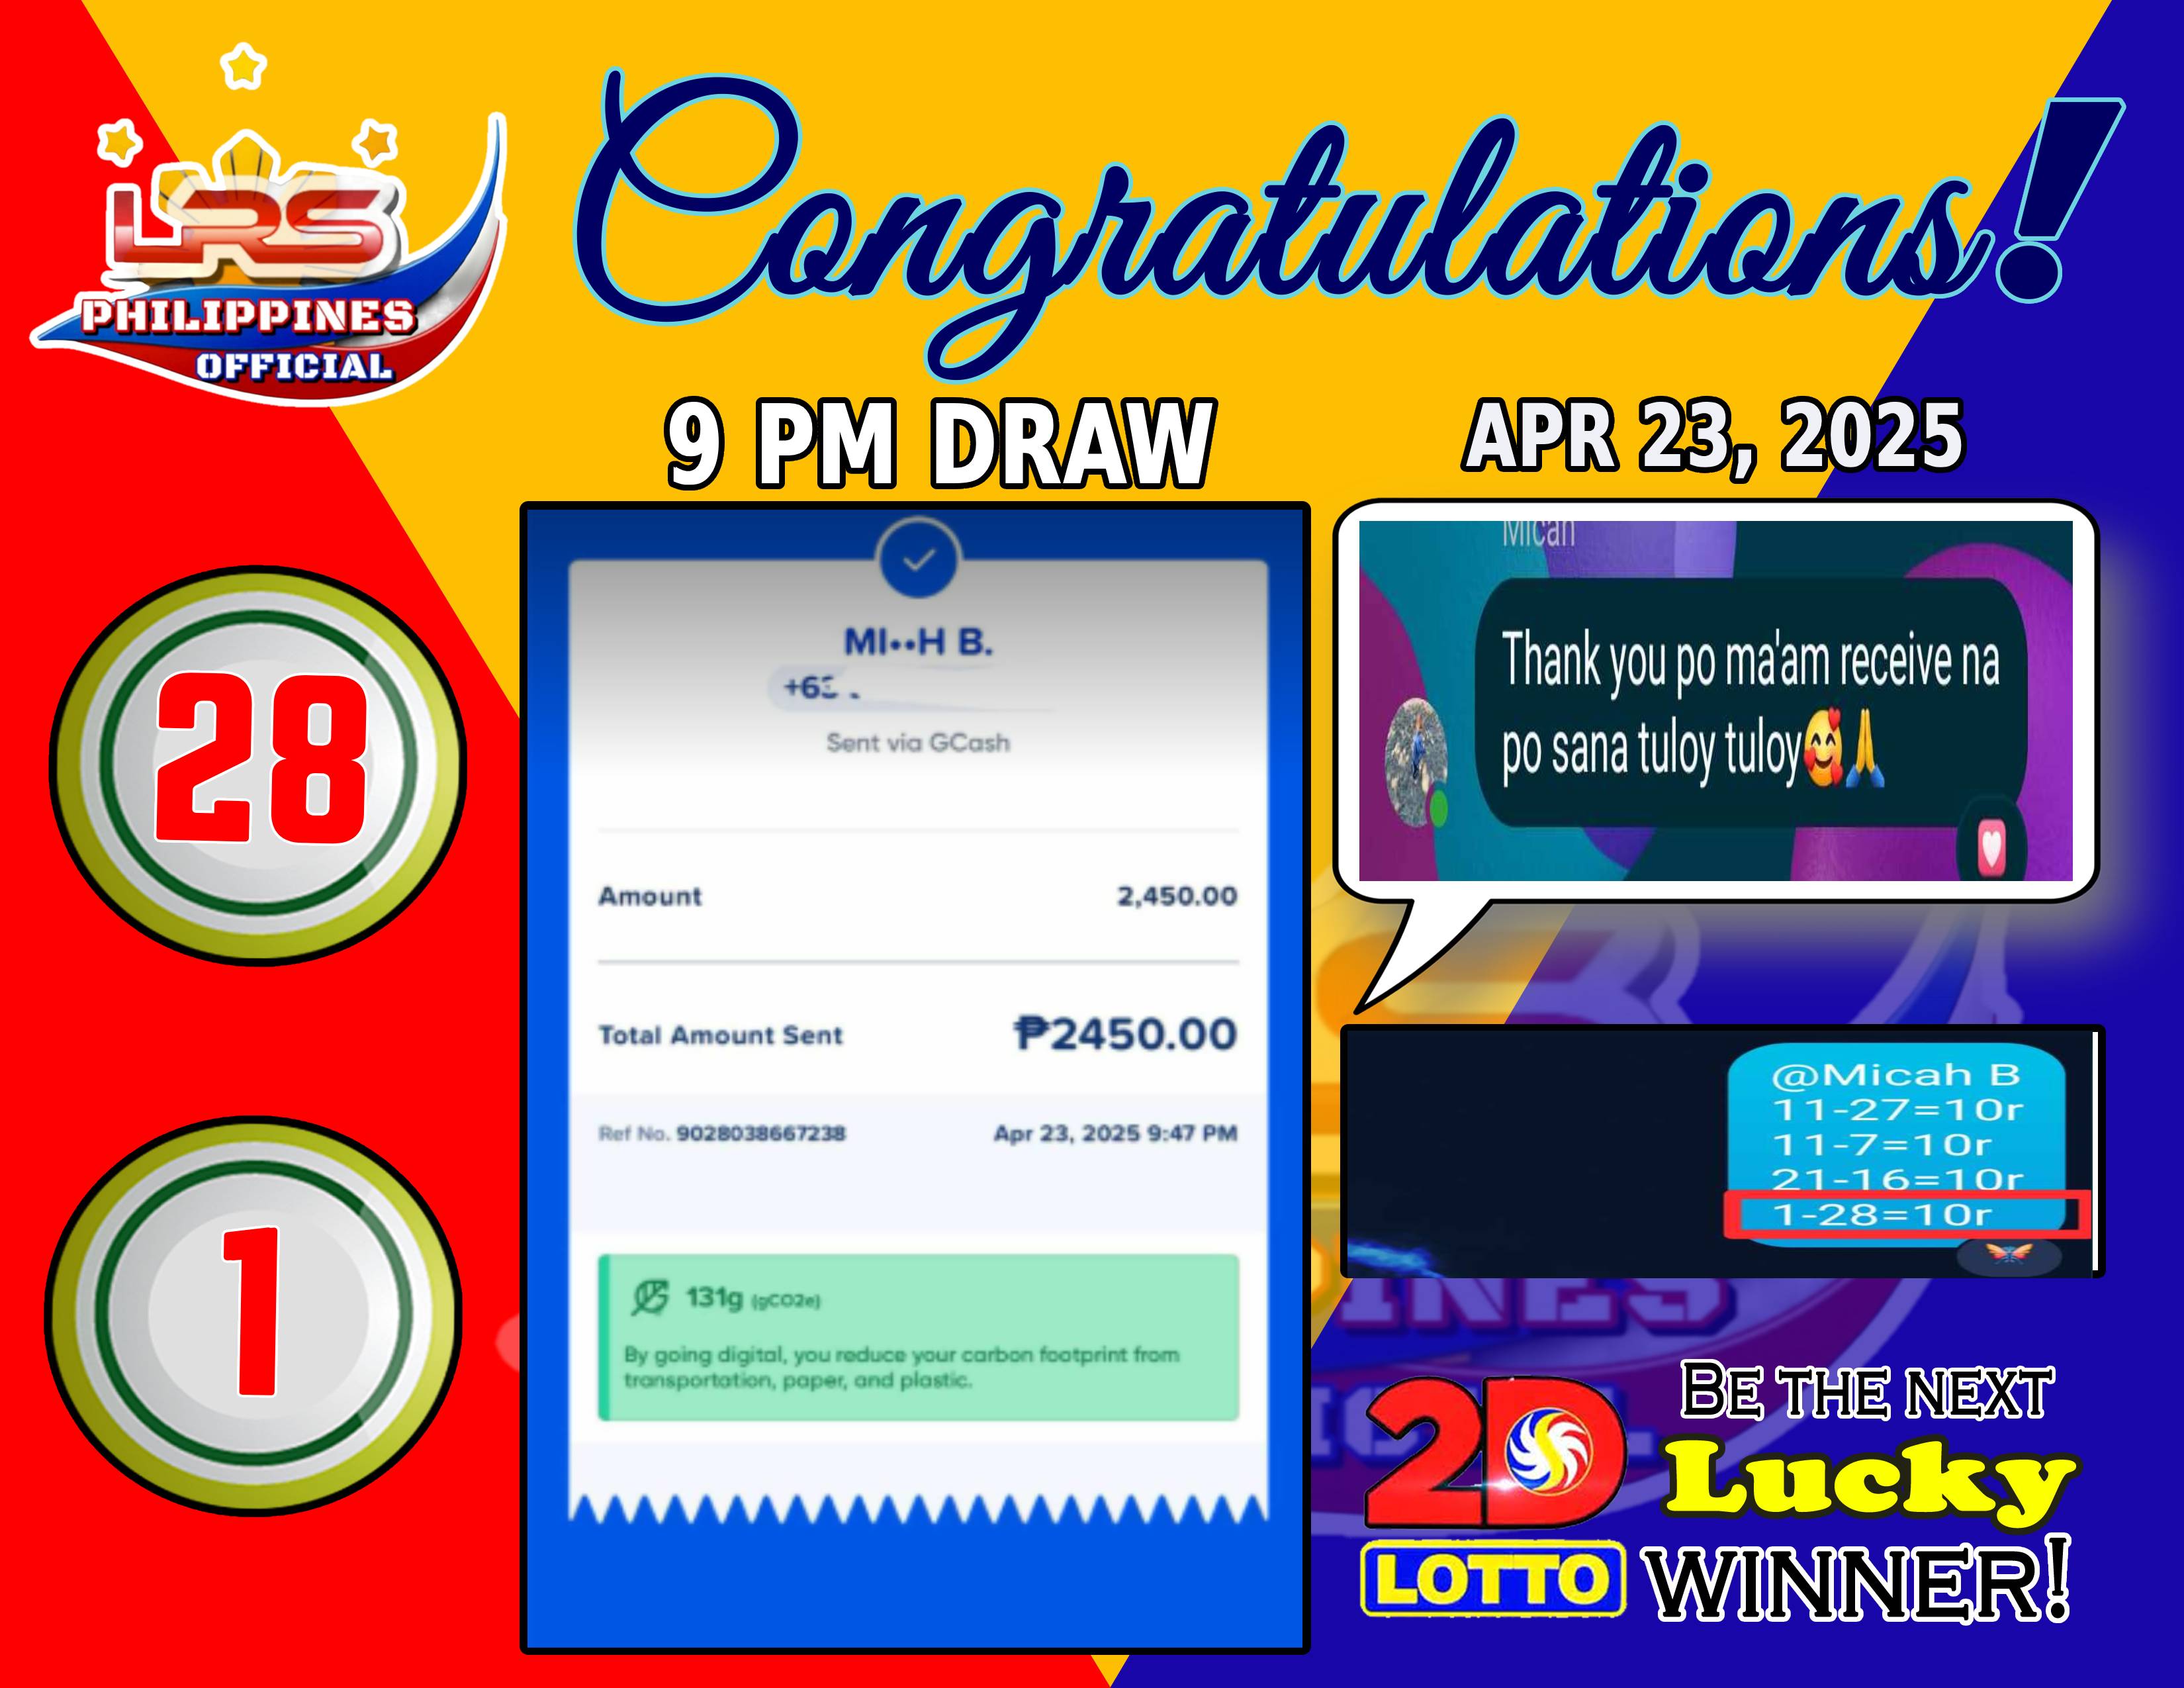 LRS
PHILIPPINES
OFFICIAL
Congratulations!
9 PM DRAW
APR 23, 2025
28
1
MI••H B.
Sent via GCash
Amount 2,450.00
Total Amount Sent ₱2450.00
Ref No. 9028038667238 Apr 23, 2025 9:47 PM
131g (gCO2e)
By going digital, you reduce your carbon footprint from
transportation, paper, and plastic.
Micah
Thank you po ma'am receive na
po sana tuloy tuloy🥰🙏
@Micah B
11-27=10r
11-7=10r
21-16=10r
1-28=10r
2D
LOTTO
BE THE NEXT
Lucky
WINNER!